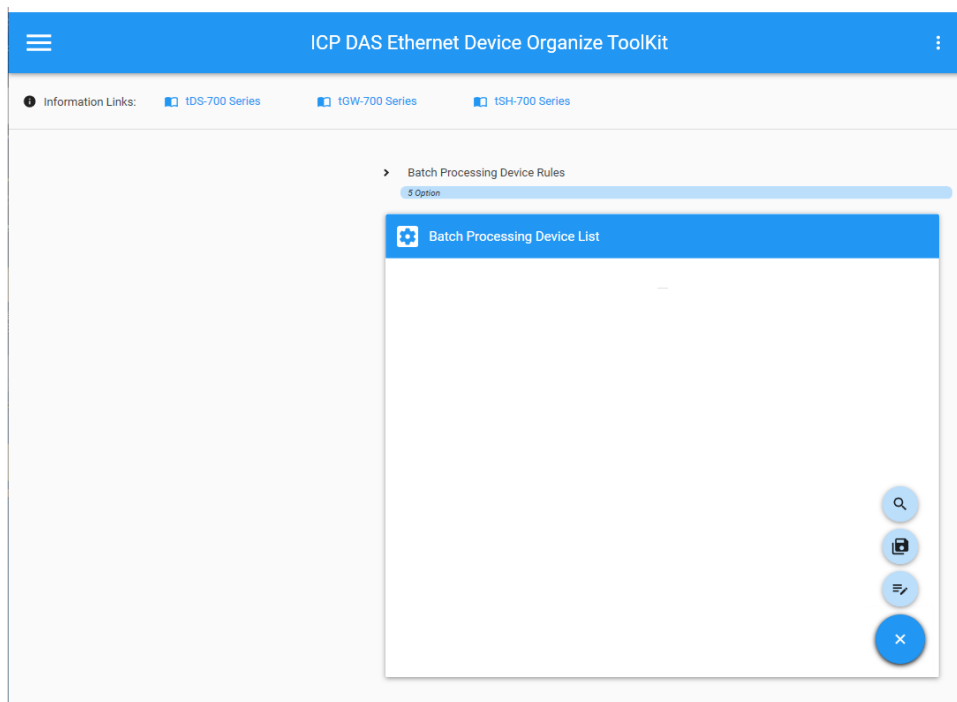 ICP DAS Ethernet Device Organize ToolKit
Information Links: tDS-700 Series tGW-700 Series tSH-700 Series
Batch Processing Device Rules
5 Option
Batch Processing Device List